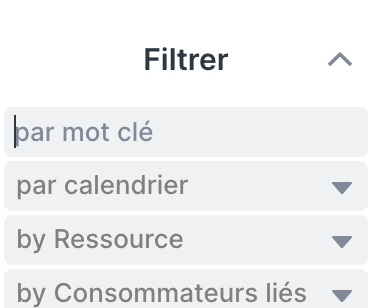 Filtrer
par mot clé
par calendrier
by Ressource
by Consommateurs liés